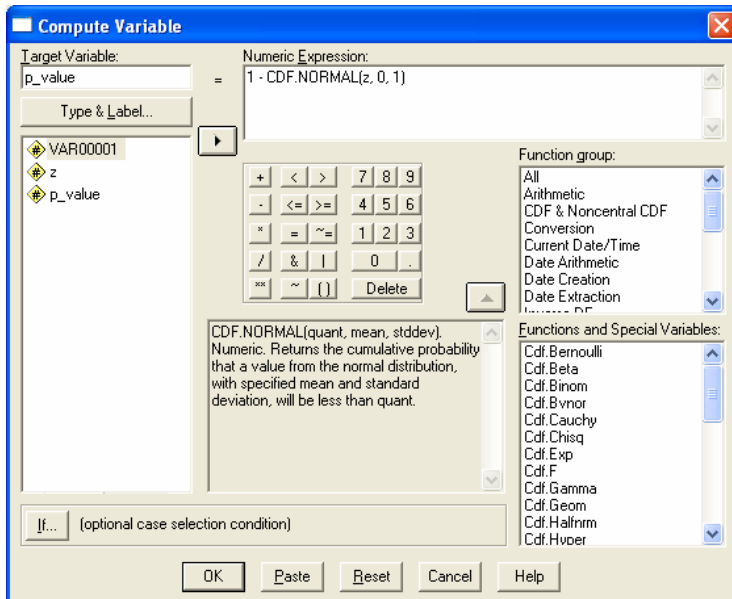 Compute Variable
Target Variable:
p_value
=
Numeric Expression:
1 - CDF.NORMAL(z, 0, 1)
Type & Label...
VAR00001
z
p_value
+ < > 7 8 9
- <= >= 4 5 6
* = ~= 1 2 3
/ & | 0 .
** ~ () Delete
Function group:
All
Arithmetic
CDF & Noncentral CDF
Conversion
Current Date/Time
Date Arithmetic
Date Creation
Date Extraction
CDF.NORMAL(quant, mean, stddev).
Numeric. Returns the cumulative probability
that a value from the normal distribution,
with specified mean and standard
deviation, will be less than quant.
Functions and Special Variables:
Cdf.Bernoulli
Cdf.Beta
Cdf.Binom
Cdf.Bvnor
Cdf.Cauchy
Cdf.Chisq
Cdf.Exp
Cdf.F
Cdf.Gamma
Cdf.Geom
Cdf.Halfnrm
Cdf.Hyper
If... (optional case selection condition)
OK Paste Reset Cancel Help